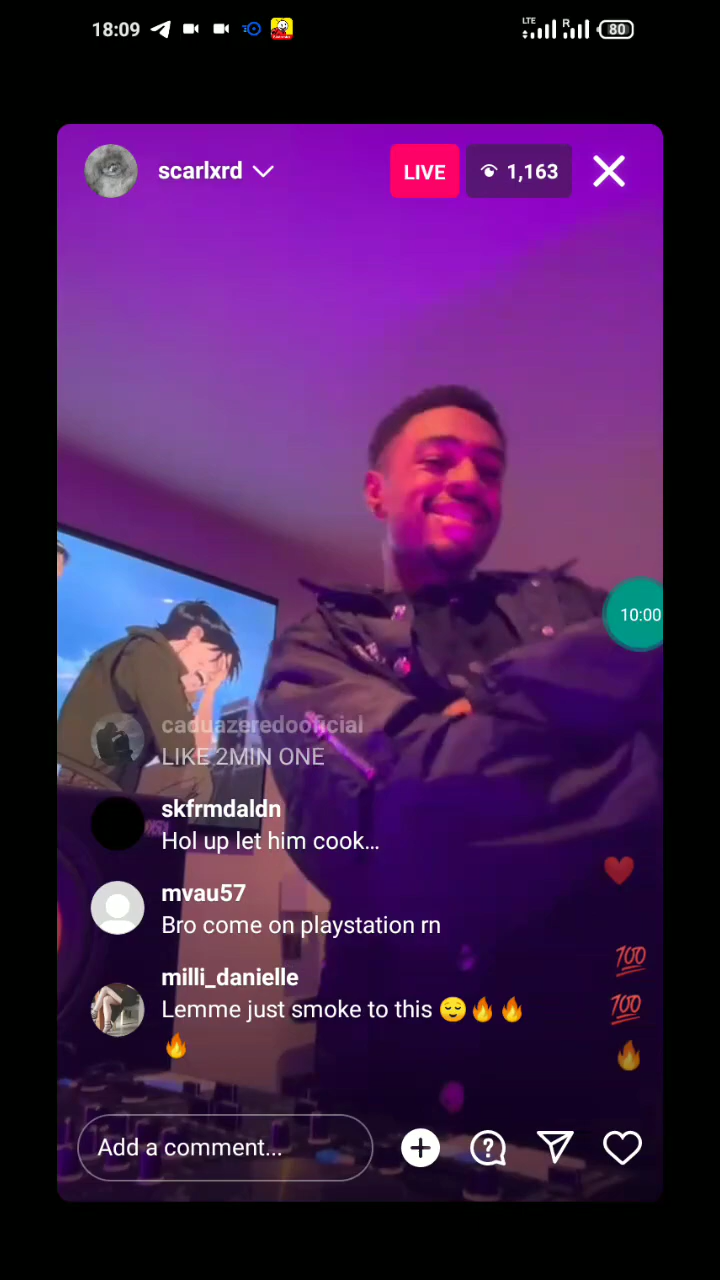 18:09
LTE
R
80
scarlxrd
LIVE
1,163
10:00
caduazeredooficial
LIKE 2MIN ONE
skfrmdaldn
Hol up let him cook...
mvau57
Bro come on playstation rn
milli_danielle
Lemme just smoke to this 😌🔥🔥
🔥
💯
💯
Add a comment...